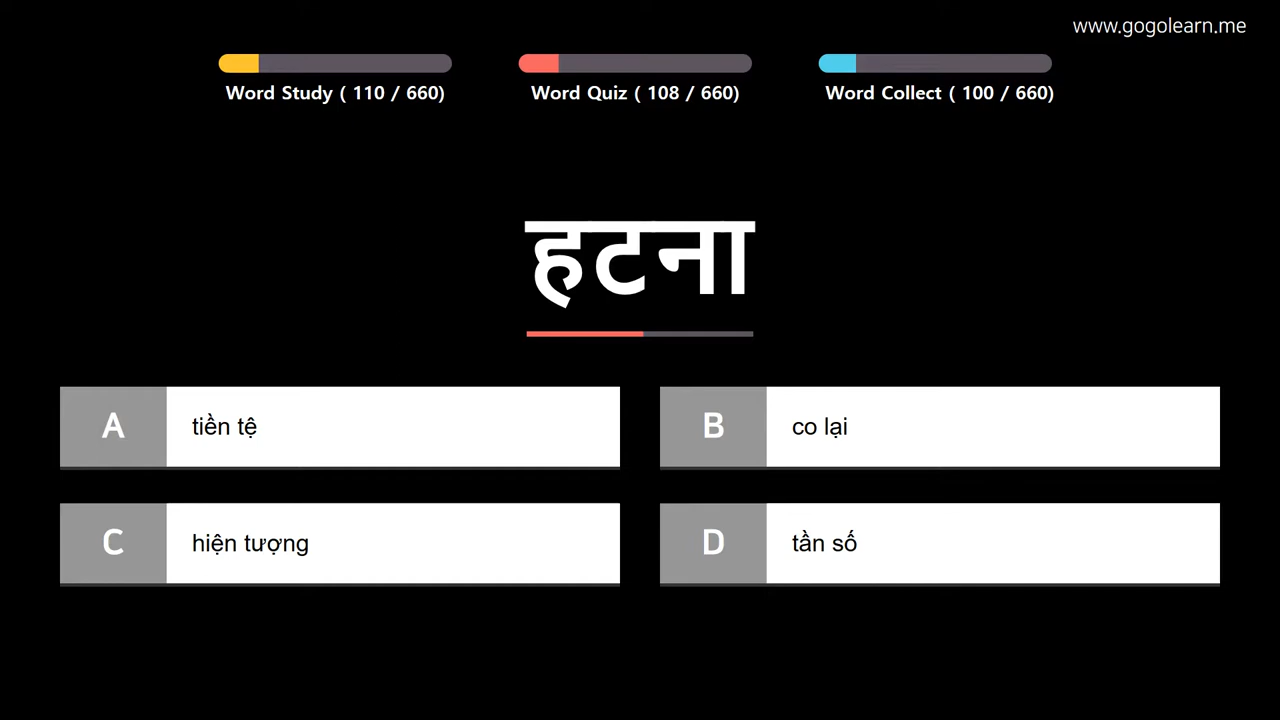 www.gogolearn.me
Word Study ( 110 / 660)
Word Quiz ( 108 / 660)
Word Collect ( 100 / 660)
हटना
A tiền tệ
B co lại
C hiện tượng
D tần số